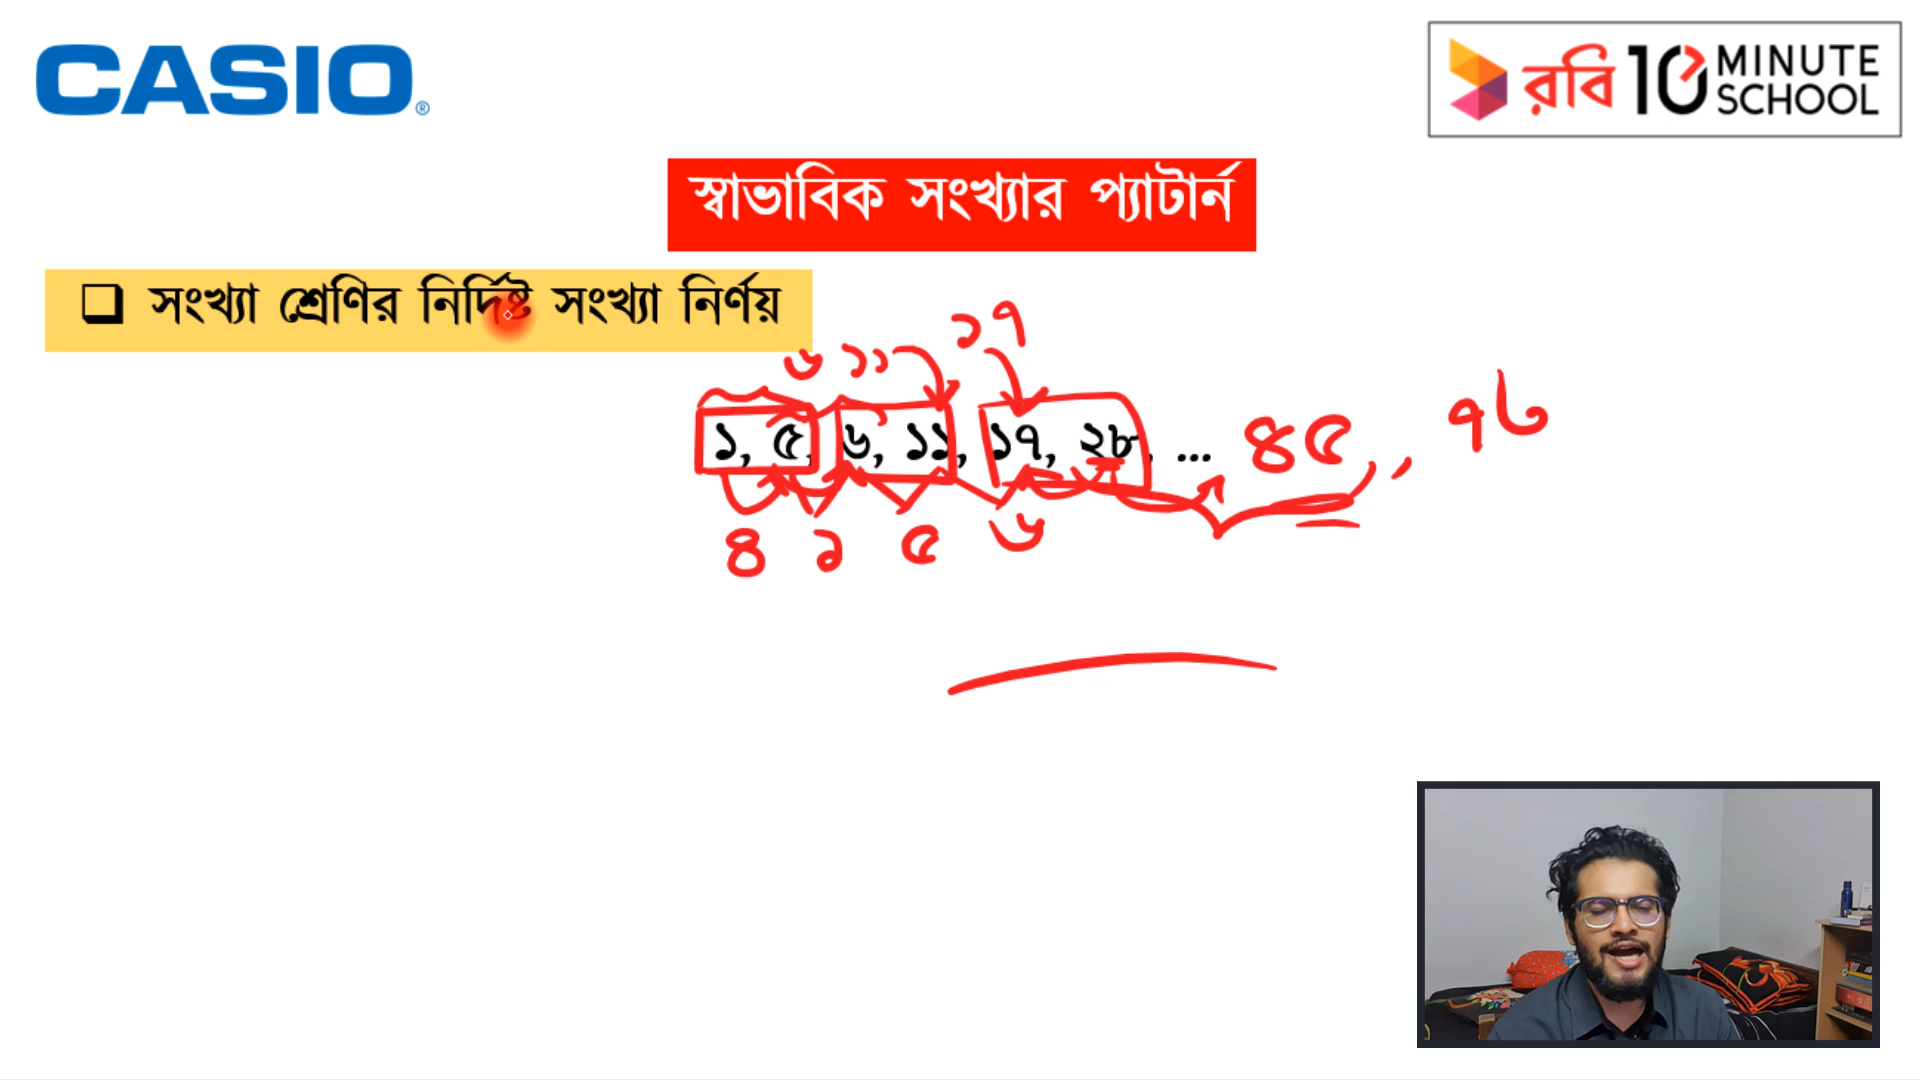 CASIO®
রবি 10 MINUTE SCHOOL
স্বাভাবিক সংখ্যার প্যাটার্ন
❑ সংখ্যা শ্রেণির নির্দিষ্ট সংখ্যা নির্ণয়
৬ ১১ ১৭
১, ৫, ৬, ১১, ১৭, ২৮, ... ৪৫, ৭৩
৪ ১ ৫ ৬